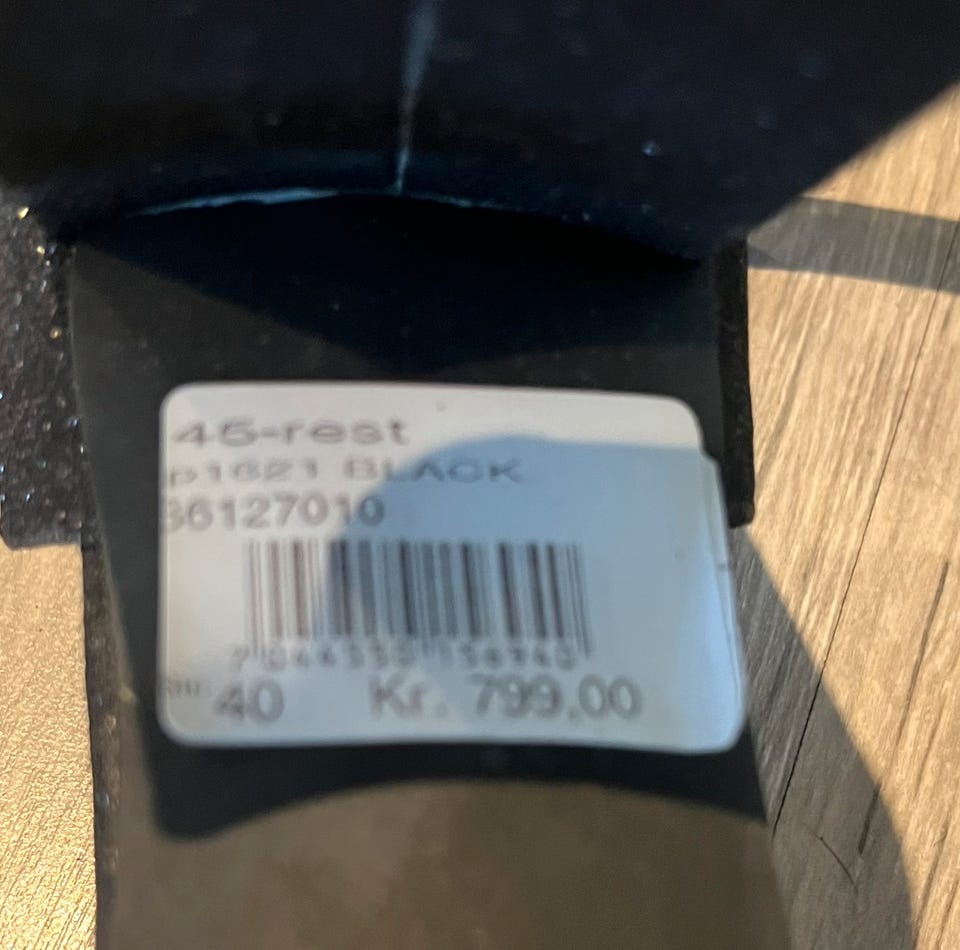 45-rest
p1621 BLACK
36127010
40 Kr. 799,00